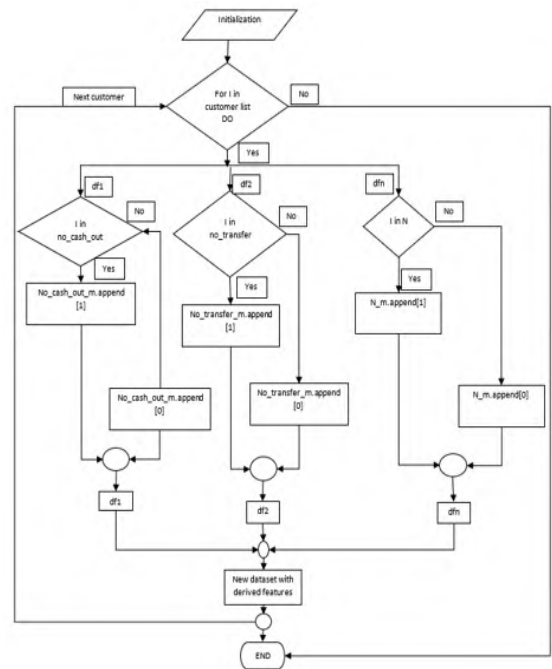 Initialization
Next customer
For I in
customer list
DO
No
Yes
df1
df2
dfn
I in
no_cash_out
No
I in
no_transfer
No
I in N
No
Yes
Yes
Yes
No_cash_out_m.append
[1]
No_transfer_m.append
[1]
N_m.append[1]
No_cash_out_m.append
[0]
No_transfer_m.append
[0]
N_m.append[0]
df1
df2
dfn
New dataset with
derived features
END